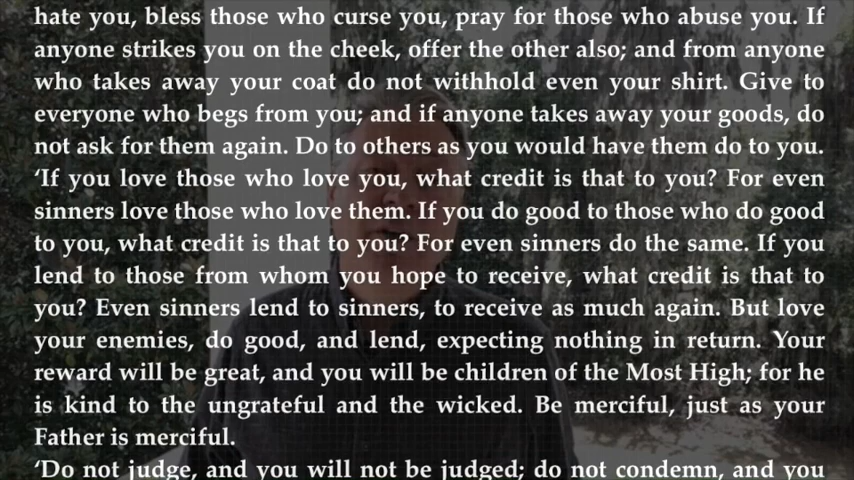 hate you, bless those who curse you, pray for those who abuse you. If
anyone strikes you on the cheek, offer the other also; and from anyone
who takes away your coat do not withhold even your shirt. Give to
everyone who begs from you; and if anyone takes away your goods, do
not ask for them again. Do to others as you would have them do to you.
‘If you love those who love you, what credit is that to you? For even
sinners love those who love them. If you do good to those who do good
to you, what credit is that to you? For even sinners do the same. If you
lend to those from whom you hope to receive, what credit is that to
you? Even sinners lend to sinners, to receive as much again. But love
your enemies, do good, and lend, expecting nothing in return. Your
reward will be great, and you will be children of the Most High; for he
is kind to the ungrateful and the wicked. Be merciful, just as your
Father is merciful.
‘Do not judge, and you will not be judged; do not condemn, and you